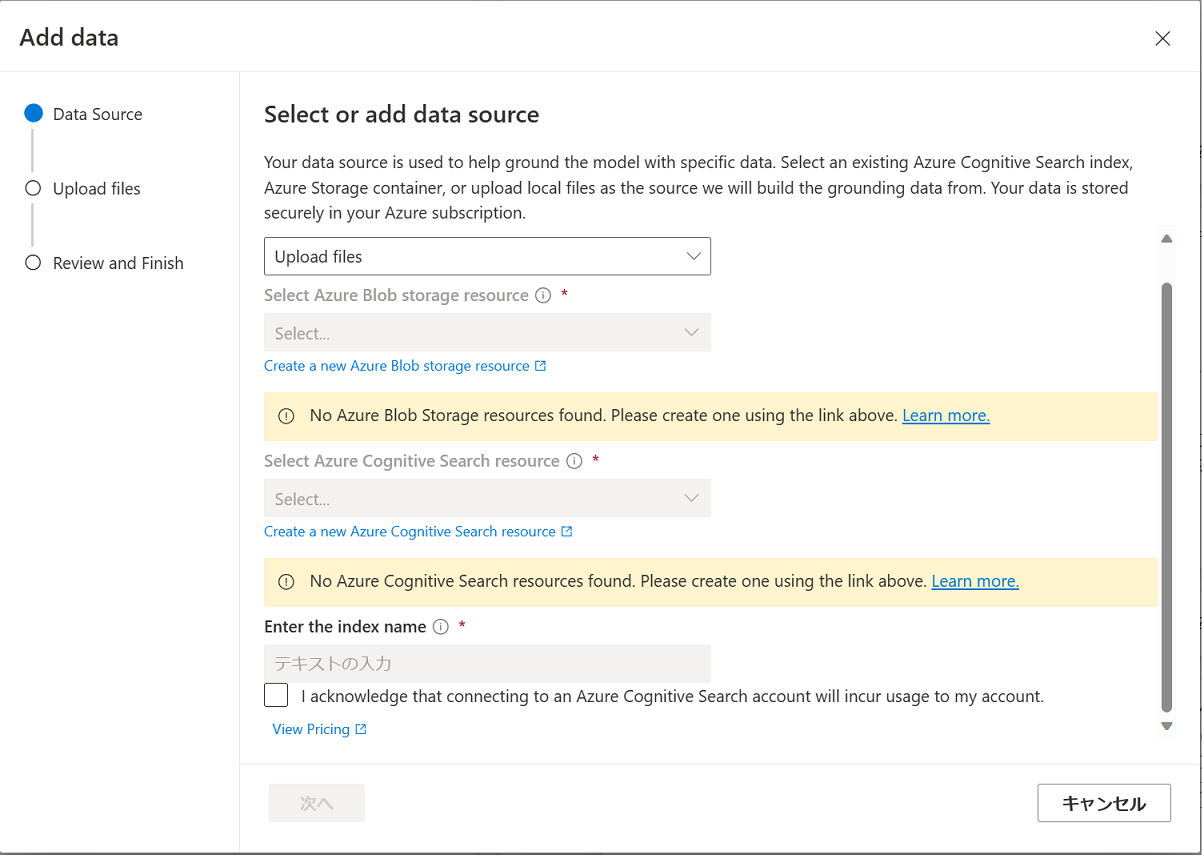 Add data
Data Source
Upload files
Review and Finish
Select or add data source
Your data source is used to help ground the model with specific data. Select an existing Azure Cognitive Search index,
Azure Storage container, or upload local files as the source we will build the grounding data from. Your data is stored
securely in your Azure subscription.
Upload files
Select Azure Blob storage resource *
Select...
Create a new Azure Blob storage resource
No Azure Blob Storage resources found. Please create one using the link above. Learn more.
Select Azure Cognitive Search resource *
Select...
Create a new Azure Cognitive Search resource
No Azure Cognitive Search resources found. Please create one using the link above. Learn more.
Enter the index name *
テキストの入力
I acknowledge that connecting to an Azure Cognitive Search account will incur usage to my account.
View Pricing
次へ
キャンセル